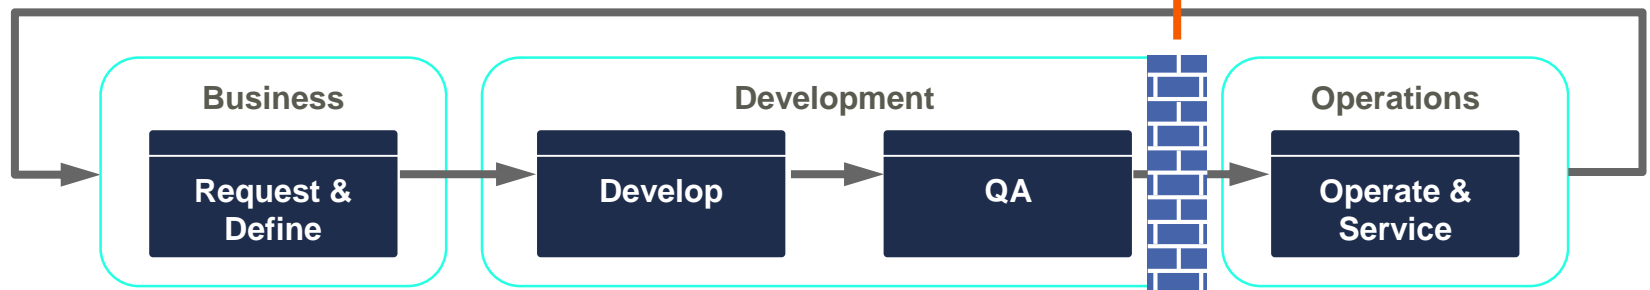 Business
Development
Operations
Request &
Define
Develop
QA
Operate &
Service